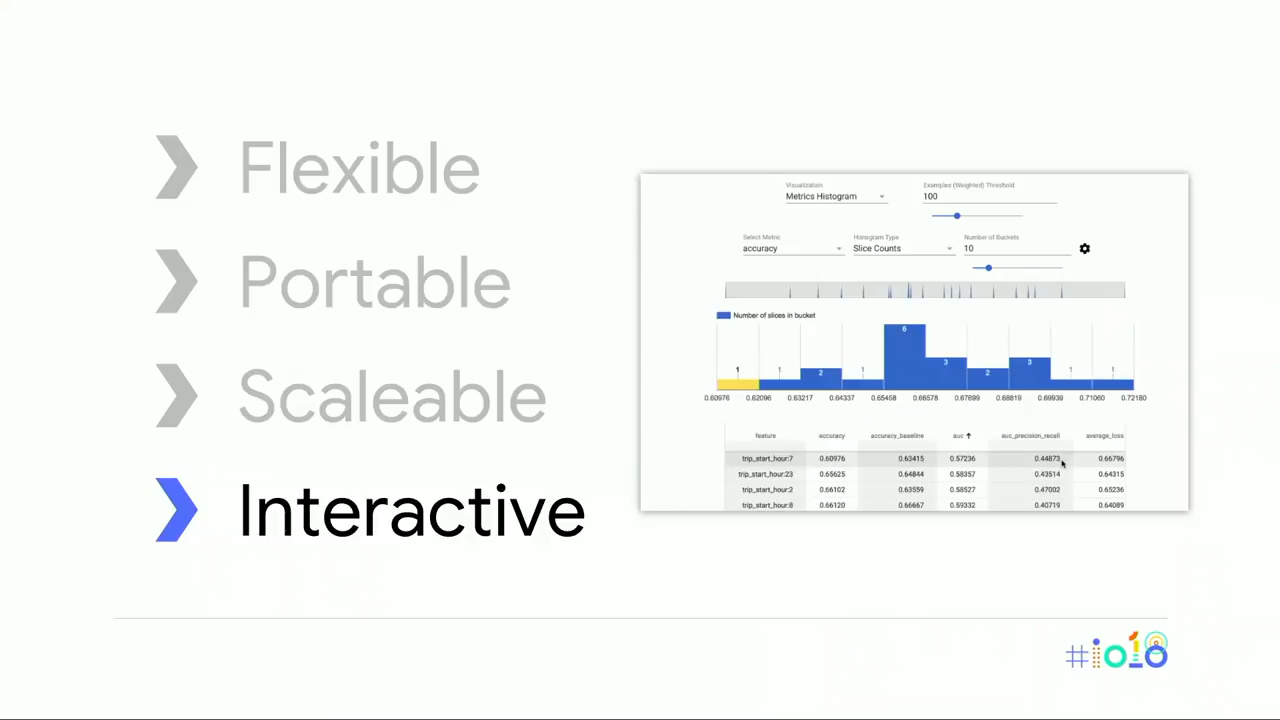 Flexible
Portable
Scaleable
Interactive
Visualization
Metrics Histogram
Examples (Weighted) Threshold
100
Select Metric
accuracy
Histogram Type
Slice Counts
Number of Buckets
10
Number of slices in bucket
1 1 2 1 6 3 2 3 1 1
0.60976 0.62096 0.63217 0.64337 0.65458 0.66578 0.67699 0.68819 0.69939 0.71060 0.72180
feature accuracy accuracy_baseline auc ↑ auc_precision_recall average_loss
trip_start_hour:7 0.60976 0.63415 0.57236 0.44873 0.66796
trip_start_hour:23 0.65625 0.64844 0.58357 0.43514 0.64315
trip_start_hour:2 0.66102 0.63559 0.58527 0.47002 0.65236
trip_start_hour:8 0.66120 0.66667 0.59332 0.40719 0.64089
#io18